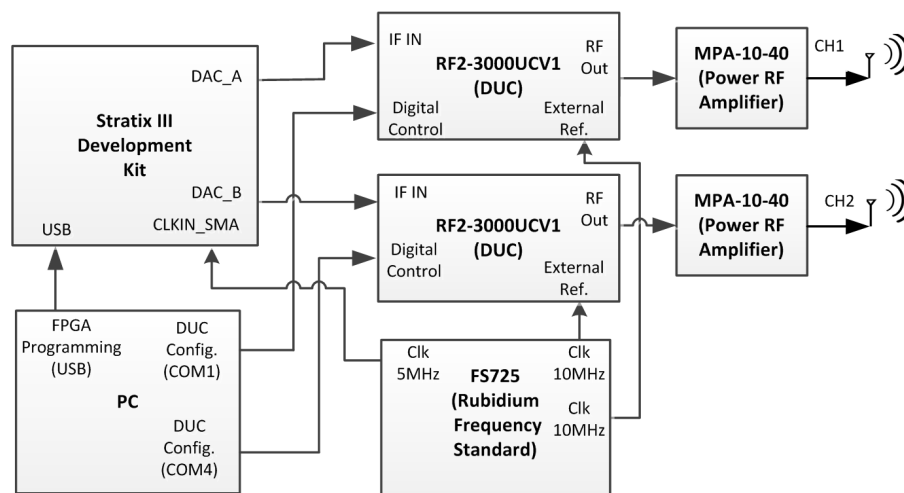 Stratix III
Development
Kit
DAC_A
DAC_B
CLKIN_SMA
USB
IF IN
RF2-3000UCV1
(DUC)
RF
Out
Digital
Control
External
Ref.
MPA-10-40
(Power RF
Amplifier)
CH1
IF IN
RF2-3000UCV1
(DUC)
RF
Out
Digital
Control
External
Ref.
MPA-10-40
(Power RF
Amplifier)
CH2
FPGA
Programming
(USB)
DUC
Config.
(COM1)
PC
DUC
Config.
(COM4)
Clk
5MHz
FS725
(Rubidium
Frequency
Standard)
Clk
10MHz
Clk
10MHz